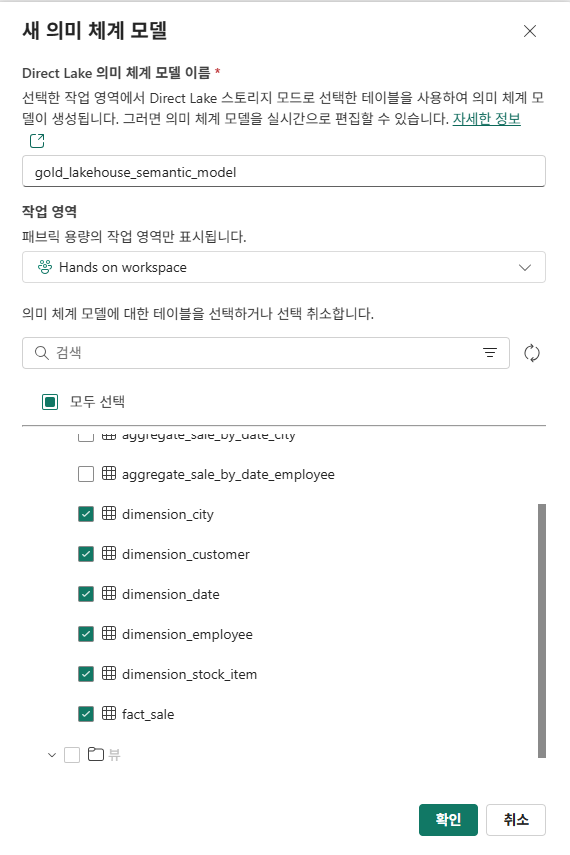 새 의미 체계 모델
Direct Lake 의미 체계 모델 이름 *
선택한 작업 영역에서 Direct Lake 스토리지 모드로 선택한 테이블을 사용하여 의미 체계 모
델이 생성됩니다. 그러면 의미 체계 모델을 실시간으로 편집할 수 있습니다. 자세한 정보
gold_lakehouse_semantic_model
작업 영역
패브릭 용량의 작업 영역만 표시됩니다.
Hands on workspace
의미 체계 모델에 대한 테이블을 선택하거나 선택 취소합니다.
검색
모두 선택
aggregate_sale_by_date_city
aggregate_sale_by_date_employee
dimension_city
dimension_customer
dimension_date
dimension_employee
dimension_stock_item
fact_sale
뷰
확인
취소